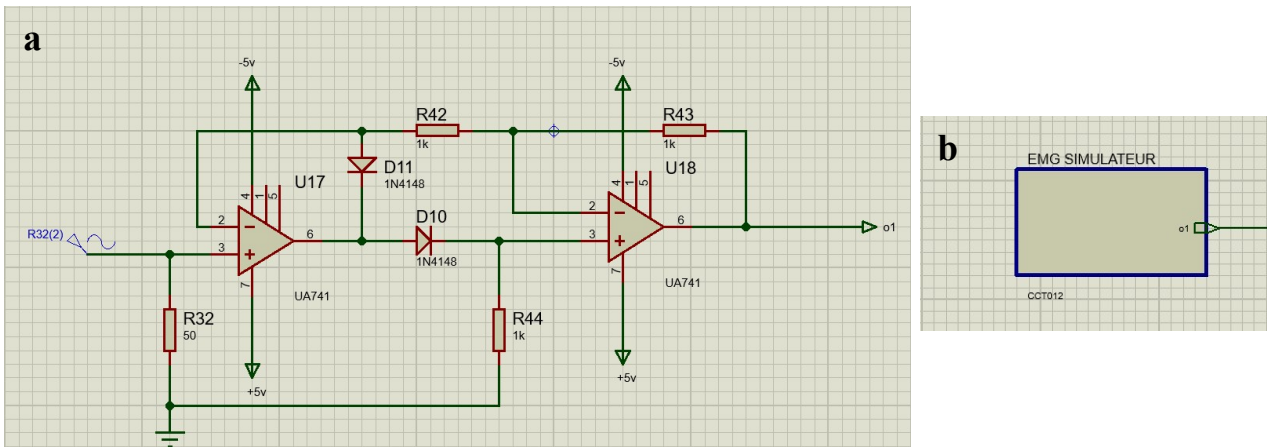 a
-5v
-5v
R42
1k
R43
1k
D11
1N4148
U17
U18
4
1
5
4
1
5
2
3
6
7
2
3
6
7
D10
1N4148
R32(2)
UA741
UA741
R32
50
R44
1k
+5v
+5v
o1
b
EMG SIMULATEUR
o1
CCT012